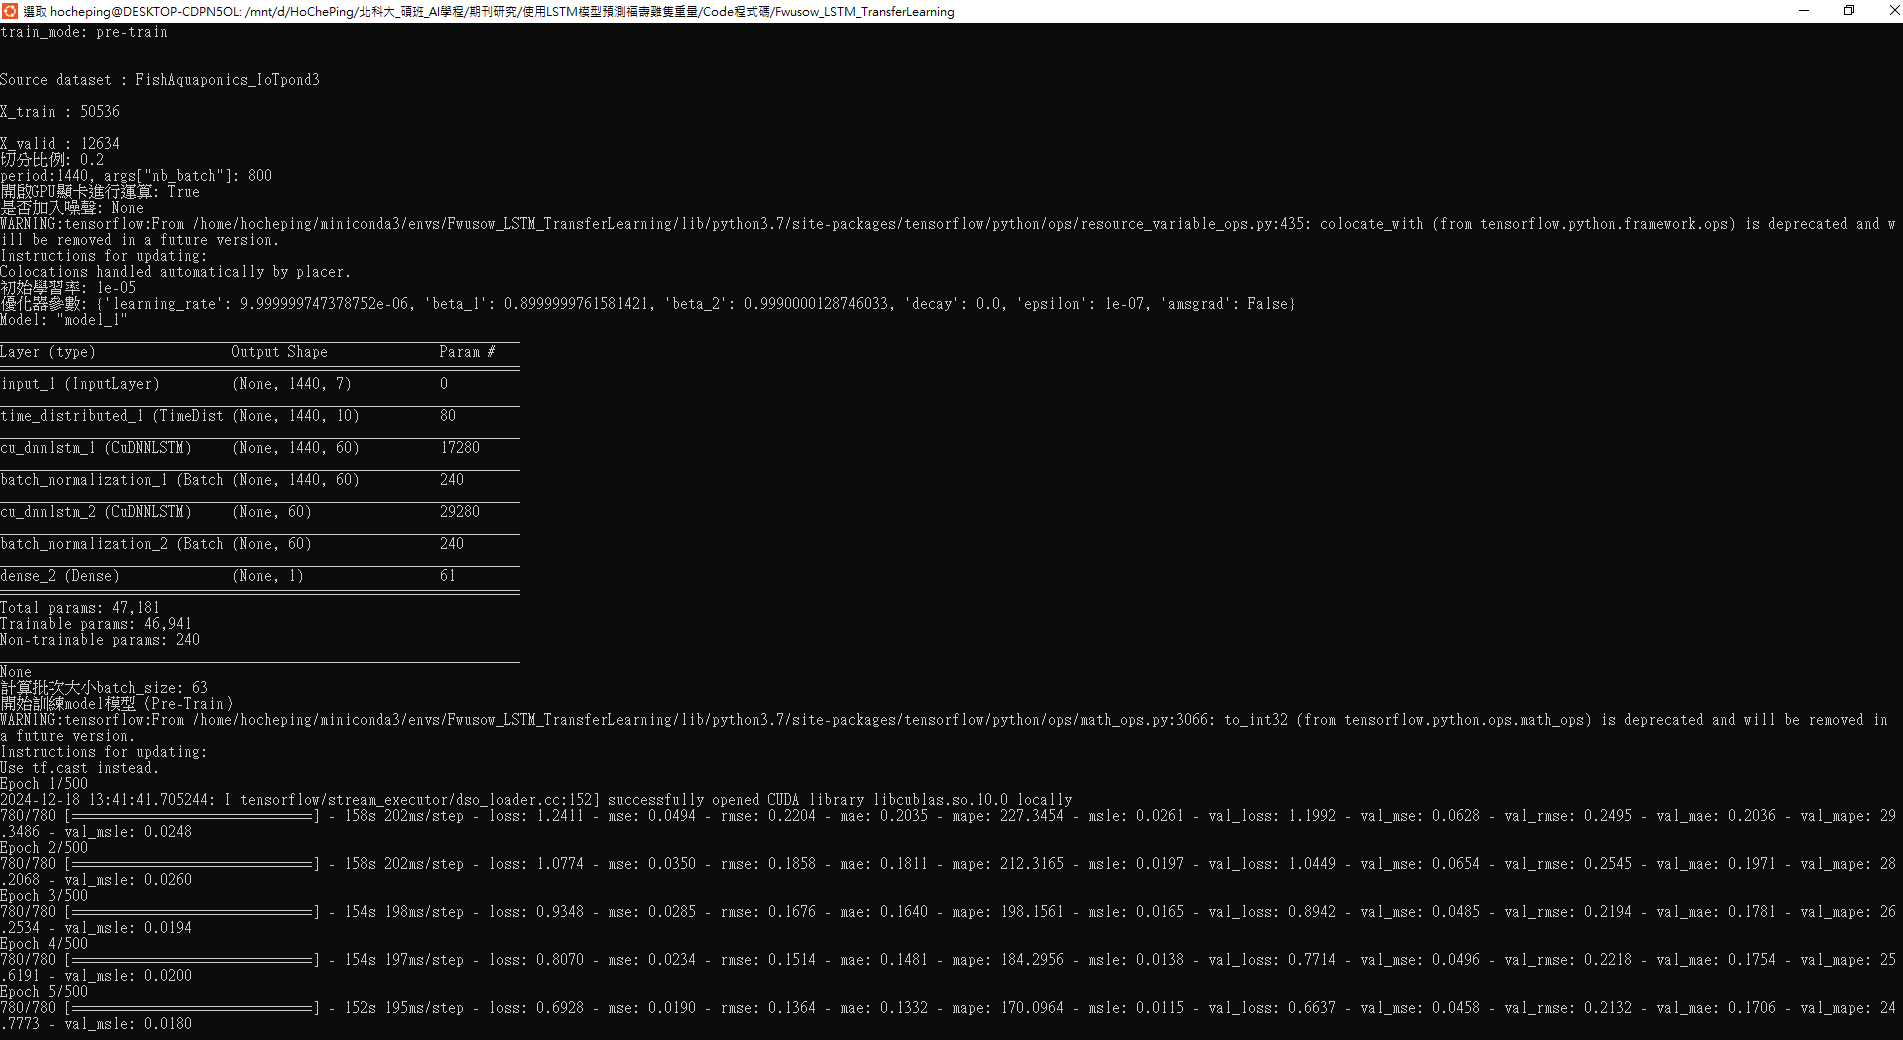 選取 hocheping@DESKTOP-CDPN5OL: /mnt/d/HoChePing/北科大_碩班_AI學程/期刊研究/使用LSTM模型預測福壽雞隻重量/Code程式碼/Fwusow_LSTM_TransferLearning
train_mode: pre-train
Source dataset : FishAquaponics_IoTpond3
X_train : 50536
X_valid : 12634
切分比例: 0.2
period:1440, args["nb_batch"]: 800
開啟GPU顯卡進行運算: True
是否加入噪聲: None
WARNING:tensorflow:From /home/hocheping/miniconda3/envs/Fwusow_LSTM_TransferLearning/lib/python3.7/site-packages/tensorflow/python/ops/resource_variable_ops.py:435: colocate_with (from tensorflow.python.framework.ops) is deprecated and w
ill be removed in a future version.
Instructions for updating:
Colocations handled automatically by placer.
初始學習率: 1e-05
優化器參數: {'learning_rate': 9.999999747378752e-06, 'beta_1': 0.8999999761581421, 'beta_2': 0.9990000128746033, 'decay': 0.0, 'epsilon': 1e-07, 'amsgrad': False}
Model: "model_1"
Layer (type) Output Shape Param #
input_1 (InputLayer) (None, 1440, 7) 0
time_distributed_1 (TimeDist (None, 1440, 10) 80
cu_dnnlstm_1 (CuDNNLSTM) (None, 1440, 60) 17280
batch_normalization_1 (Batch (None, 1440, 60) 240
cu_dnnlstm_2 (CuDNNLSTM) (None, 60) 29280
batch_normalization_2 (Batch (None, 60) 240
dense_2 (Dense) (None, 1) 61
Total params: 47,181
Trainable params: 46,941
Non-trainable params: 240
None
計算批次大小batch_size: 63
開始訓練model模型 (Pre-Train)
WARNING:tensorflow:From /home/hocheping/miniconda3/envs/Fwusow_LSTM_TransferLearning/lib/python3.7/site-packages/tensorflow/python/ops/math_ops.py:3066: to_int32 (from tensorflow.python.ops.math_ops) is deprecated and will be removed in
a future version.
Instructions for updating:
Use tf.cast instead.
Epoch 1/500
2024-12-18 13:41:41.705244: I tensorflow/stream_executor/dso_loader.cc:152] successfully opened CUDA library libcublas.so.10.0 locally
780/780 [==============================] - 158s 202ms/step - loss: 1.2411 - mse: 0.0494 - rmse: 0.2204 - mae: 0.2035 - mape: 227.3454 - msle: 0.0261 - val_loss: 1.1992 - val_mse: 0.0628 - val_rmse: 0.2495 - val_mae: 0.2036 - val_mape: 29
.3486 - val_msle: 0.0248
Epoch 2/500
780/780 [==============================] - 158s 202ms/step - loss: 1.0774 - mse: 0.0350 - rmse: 0.1858 - mae: 0.1811 - mape: 212.3165 - msle: 0.0197 - val_loss: 1.0449 - val_mse: 0.0654 - val_rmse: 0.2545 - val_mae: 0.1971 - val_mape: 28
.2068 - val_msle: 0.0260
Epoch 3/500
780/780 [==============================] - 154s 198ms/step - loss: 0.9348 - mse: 0.0285 - rmse: 0.1676 - mae: 0.1640 - mape: 198.1561 - msle: 0.0165 - val_loss: 0.8942 - val_mse: 0.0485 - val_rmse: 0.2194 - val_mae: 0.1781 - val_mape: 26
.2534 - val_msle: 0.0194
Epoch 4/500
780/780 [==============================] - 154s 197ms/step - loss: 0.8070 - mse: 0.0234 - rmse: 0.1514 - mae: 0.1481 - mape: 184.2956 - msle: 0.0138 - val_loss: 0.7714 - val_mse: 0.0496 - val_rmse: 0.2218 - val_mae: 0.1754 - val_mape: 25
.6191 - val_msle: 0.0200
Epoch 5/500
780/780 [==============================] - 152s 195ms/step - loss: 0.6928 - mse: 0.0190 - rmse: 0.1364 - mae: 0.1332 - mape: 170.0964 - msle: 0.0115 - val_loss: 0.6637 - val_mse: 0.0458 - val_rmse: 0.2132 - val_mae: 0.1706 - val_mape: 24
.7773 - val_msle: 0.0180